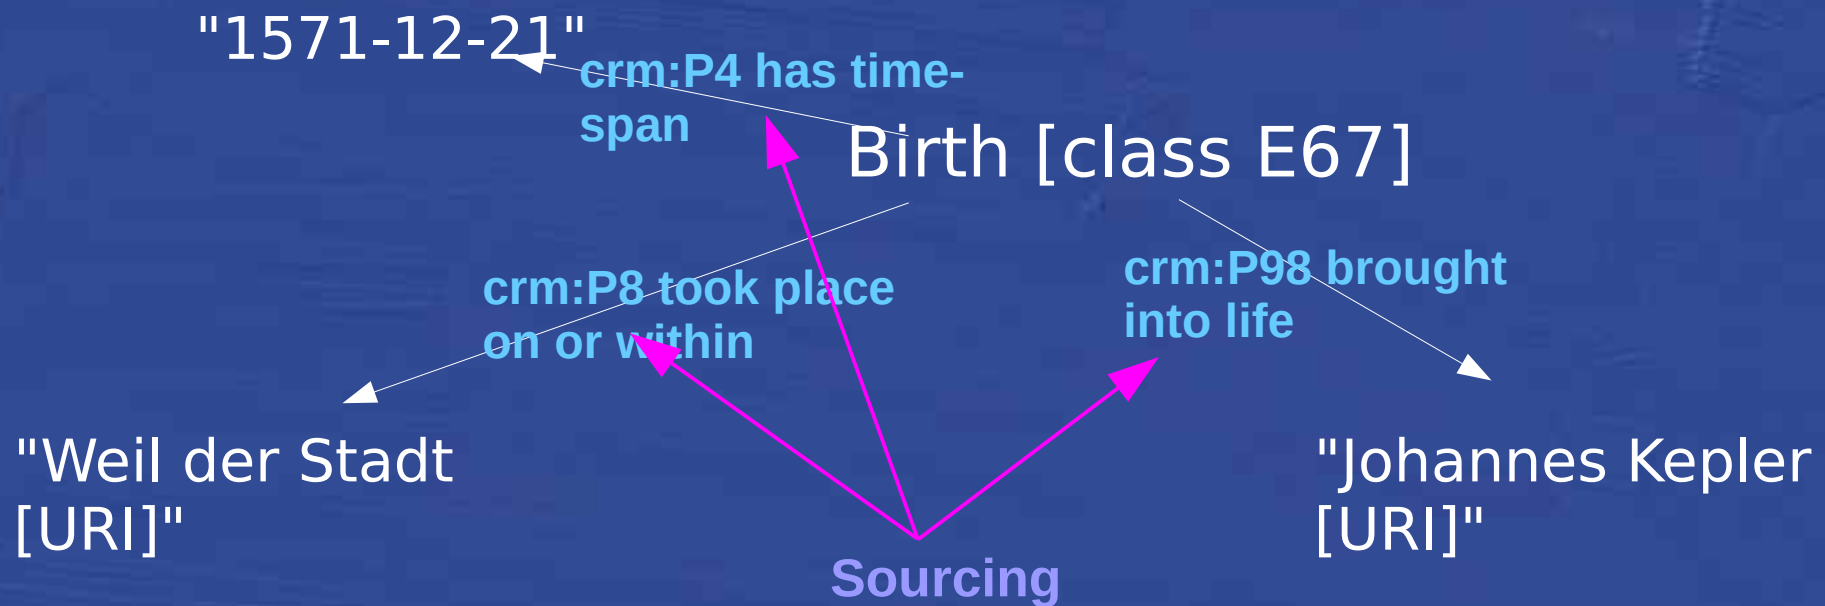 "1571-12-21"
crm:P4 has time-
span
Birth [class E67]
crm:P8 took place
on or within
crm:P98 brought
into life
"Weil der Stadt
[URI]"
"Johannes Kepler
[URI]"
Sourcing